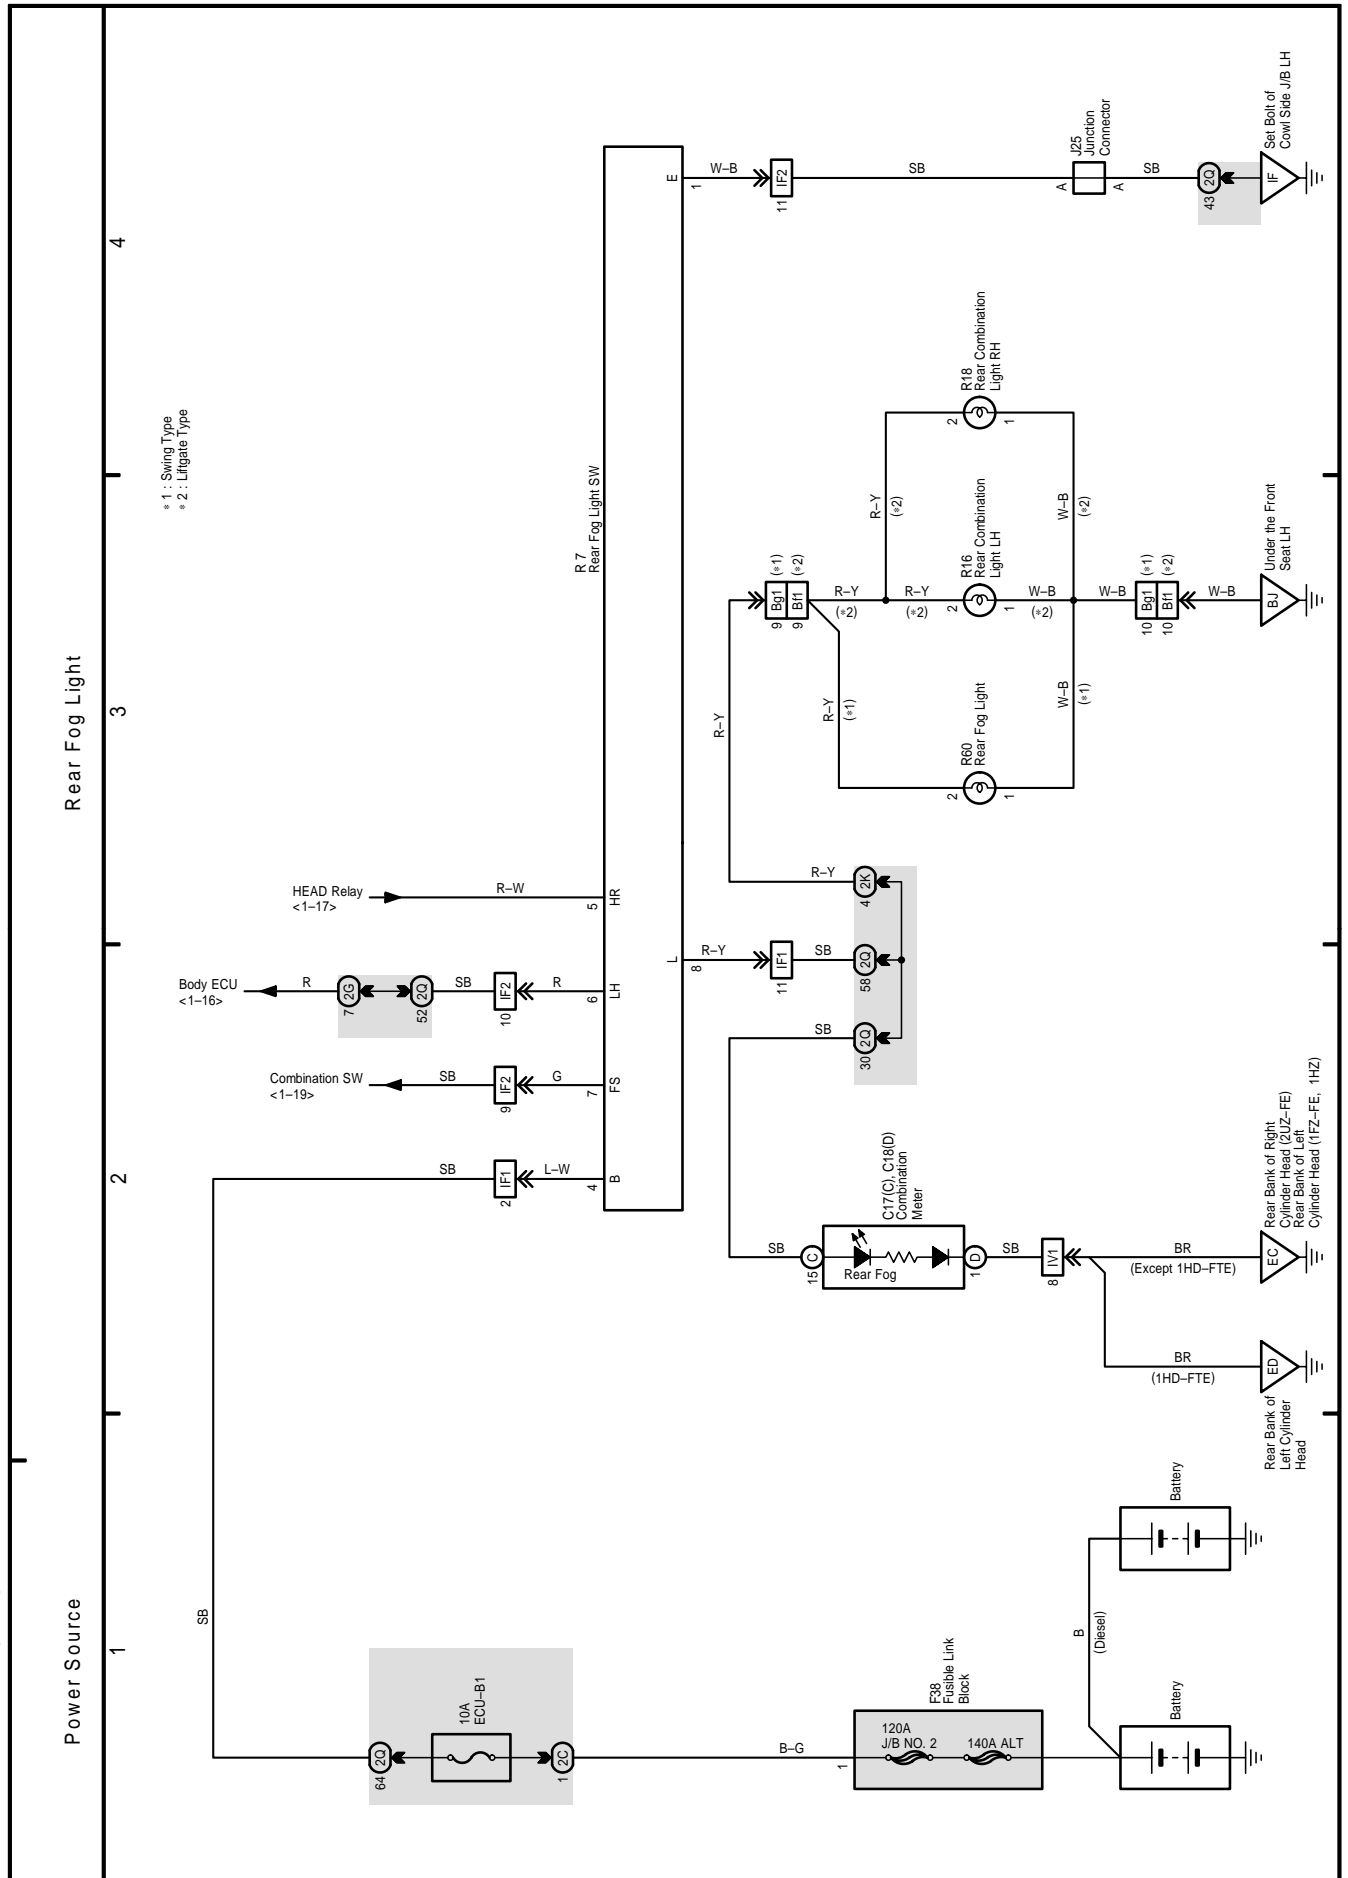 Power Source
Rear Fog Light
1
2
3
4
* 1 : Swing Type
* 2 : Liftgate Type
SB
64
2Q
10A
ECU–B1
1
2C
B–G
1
F38
Fusible Link
Block
120A
J/B NO. 2
140A ALT
B
(Diesel)
Battery
Battery
Combination SW
<1–19>
Body ECU
<1–16>
HEAD Relay
<1–17>
SB
2
IF1
L–W
4
B
SB
9
IF2
G
7
FS
R
7
2G
52
2Q
SB
10
IF2
R
6
LH
R–W
5
HR
R 7
Rear Fog Light SW
L
8
R–Y
11
IF1
SB
58
2Q
30
2Q
SB
4
2K
R–Y
R–Y
SB
15
C
Rear Fog
C17(C), C18(D)
Combination
Meter
1
D
SB
8
IV1
BR
(Except 1HD–FTE)
BR
(1HD–FTE)
ED
Rear Bank of
Left Cylinder
Head
EC
Rear Bank of Right
Cylinder Head (2UZ–FE)
Rear Bank of Left
Cylinder Head (1FZ–FE, 1HZ)
9
Bg1
(*1)
9
Bf1
(*2)
R–Y
(*2)
R–Y
(*1)
R–Y
(*2)
R–Y
(*2)
2
R60
Rear Fog Light
1
2
R16
Rear Combination
Light LH
1
2
R18
Rear Combination
Light RH
1
W–B
(*1)
W–B
(*2)
W–B
(*2)
W–B
10
Bg1
(*1)
10
Bf1
(*2)
W–B
BJ
Under the Front
Seat LH
E
1
W–B
11
IF2
SB
A
J25
Junction
Connector
A
SB
43
2Q
IF
Set Bolt of
Cowl Side J/B LH